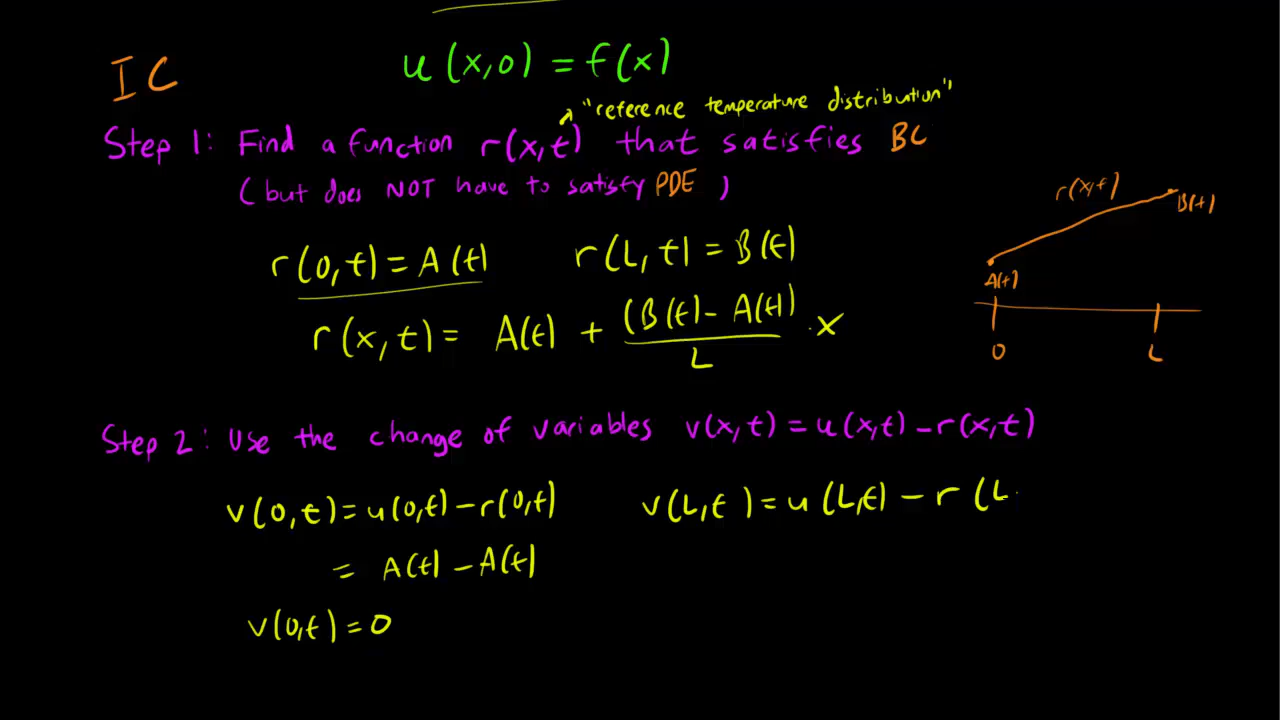 IC
u(x,0) = f(x)
"reference temperature distribution"
Step 1: Find a function r(x,t) that satisfies BC
(but does NOT have to satisfy PDE )
r(x,t)
B(t)
A(t)
0
L
r(0,t) = A(t)
r(L,t) = B(t)
r(x,t) = A(t) + (B(t) - A(t)) / L · x
Step 2: Use the change of variables v(x,t) = u(x,t) - r(x,t)
v(0,t) = u(0,t) - r(0,t)
= A(t) - A(t)
v(0,t) = 0
v(L,t) = u(L,t) - r(L